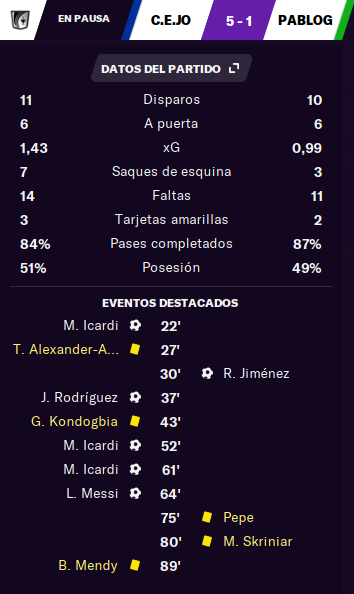 EN PAUSA C.E.JO 5 - 1 PABLOG
DATOS DEL PARTIDO
11 Disparos 10
6 A puerta 6
1,43 xG 0,99
7 Saques de esquina 3
14 Faltas 11
3 Tarjetas amarillas 2
84% Pases completados 87%
51% Posesión 49%
EVENTOS DESTACADOS
M. Icardi 22'
T. Alexander-A... 27'
30' R. Jiménez
J. Rodríguez 37'
G. Kondogbia 43'
M. Icardi 52'
M. Icardi 61'
L. Messi 64'
75' Pepe
80' M. Skriniar
B. Mendy 89'